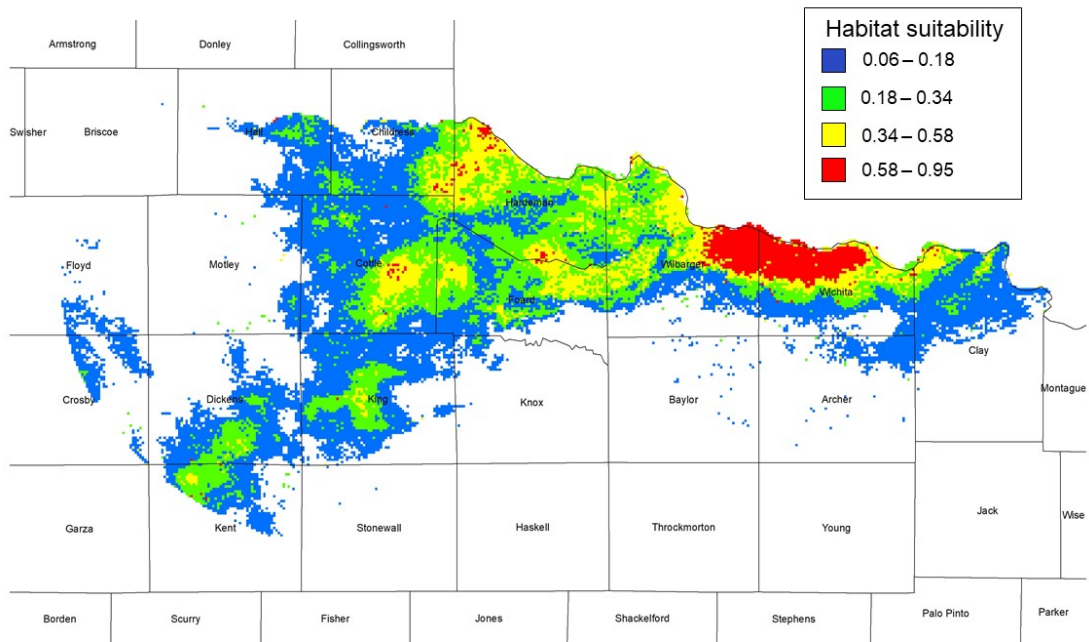 Habitat suitability
0.06 – 0.18
0.18 – 0.34
0.34 – 0.58
0.58 – 0.95
Armstrong
Donley
Collingsworth
Swisher
Briscoe
Hall
Childress
Hardeman
Floyd
Motley
Cottle
Foard
Wilbarger
Wichita
Clay
Montague
Crosby
Dickens
King
Knox
Baylor
Archer
Garza
Kent
Stonewall
Haskell
Throckmorton
Young
Jack
Wise
Borden
Scurry
Fisher
Jones
Shackelford
Stephens
Palo Pinto
Parker